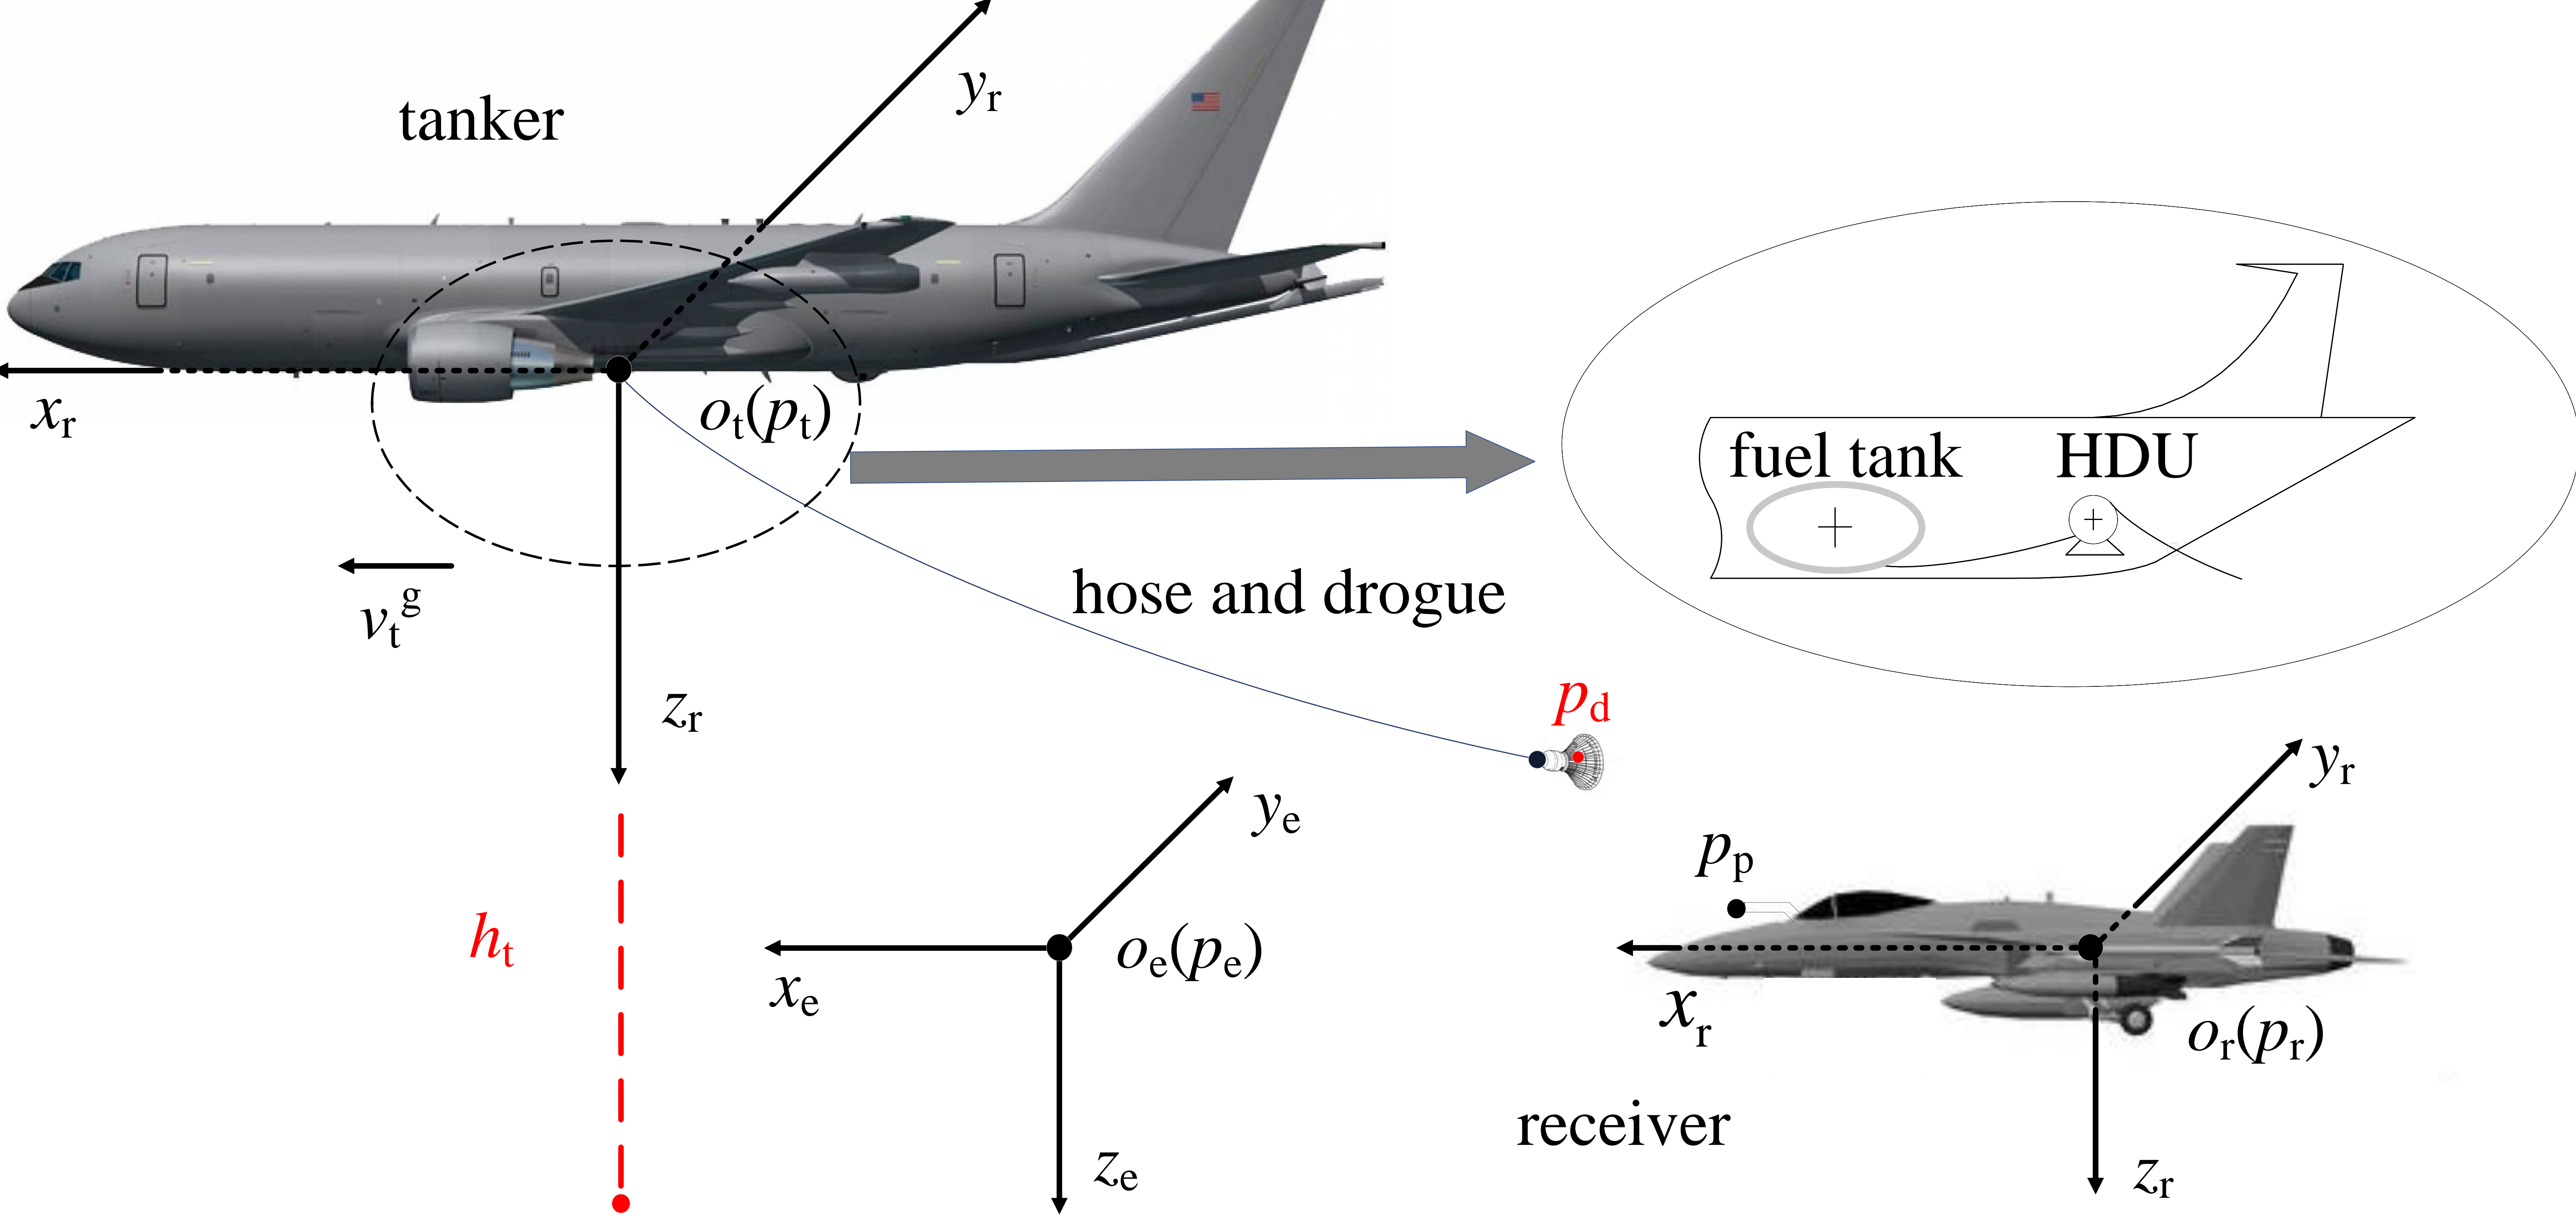 y_r
tanker
x_r
o_t(p_t)
fuel tank
HDU
v_t^g
hose and drogue
z_r
p_d
y_r
y_e
p_p
h_t
o_e(p_e)
x_e
x_r
o_r(p_r)
receiver
z_e
z_r